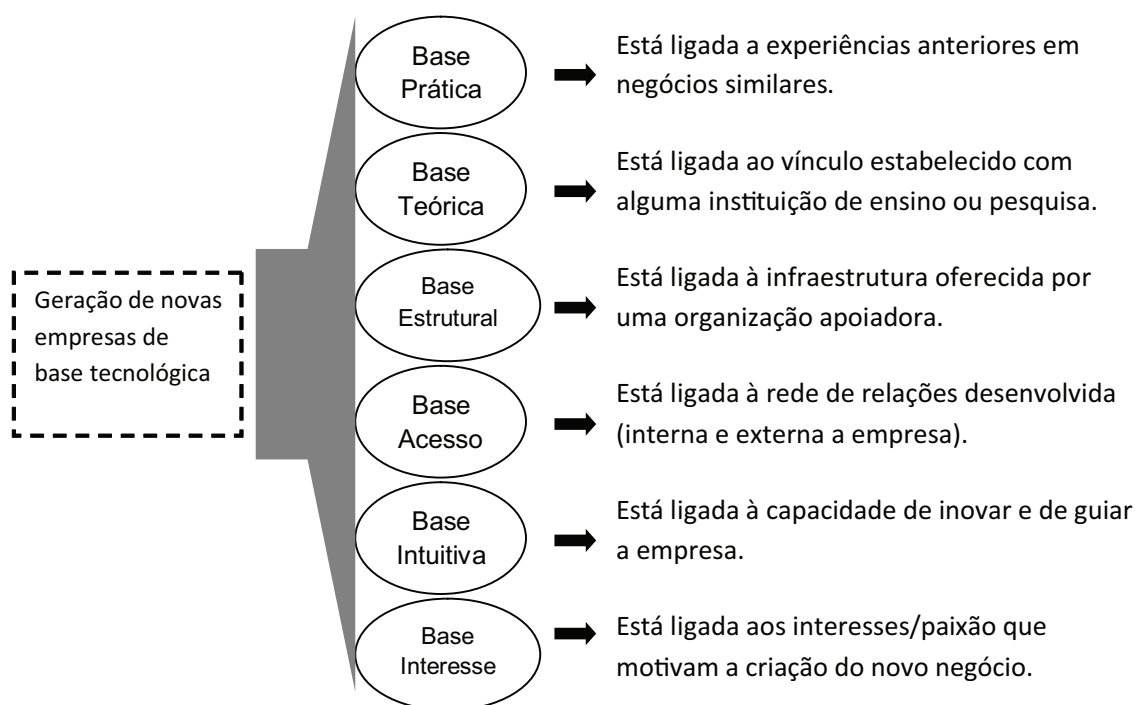 Base
Prática
Está ligada a experiências anteriores em
negócios similares.
Base
Teórica
Está ligada ao vínculo estabelecido com
alguma instituição de ensino ou pesquisa.
Geração de novas
empresas de
base tecnológica
Base
Estrutural
Está ligada à infraestrutura oferecida por
uma organização apoiadora.
Base
Acesso
Está ligada à rede de relações desenvolvida
(interna e externa a empresa).
Base
Intuitiva
Está ligada à capacidade de inovar e de guiar
a empresa.
Base
Interesse
Está ligada aos interesses/paixão que
motivam a criação do novo negócio.